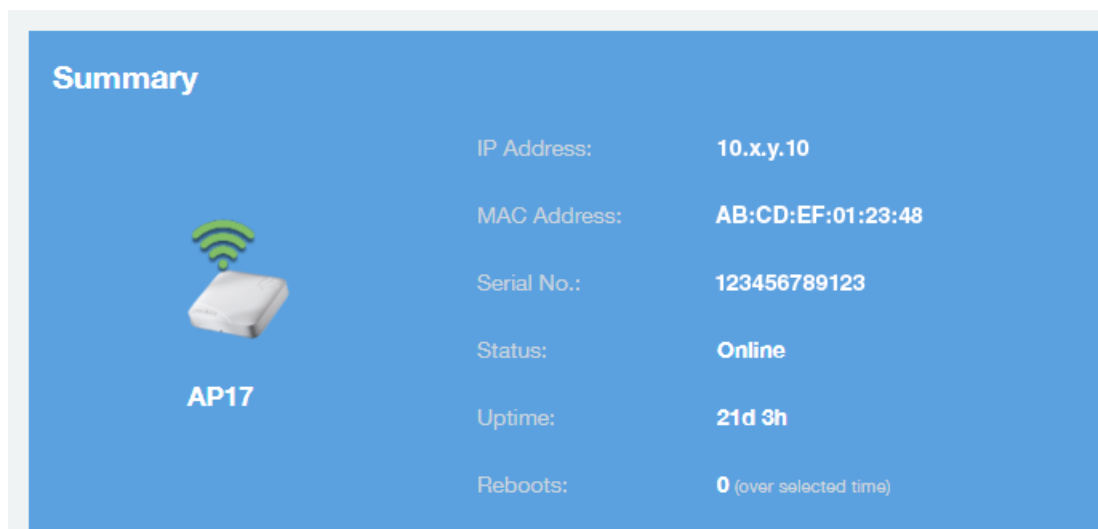 Summary
IP Address: 10.x.y.10
MAC Address: AB:CD:EF:01:23:48
Serial No.: 123456789123
Status: Online
AP17
Uptime: 21d 3h
Reboots: 0 (over selected time)